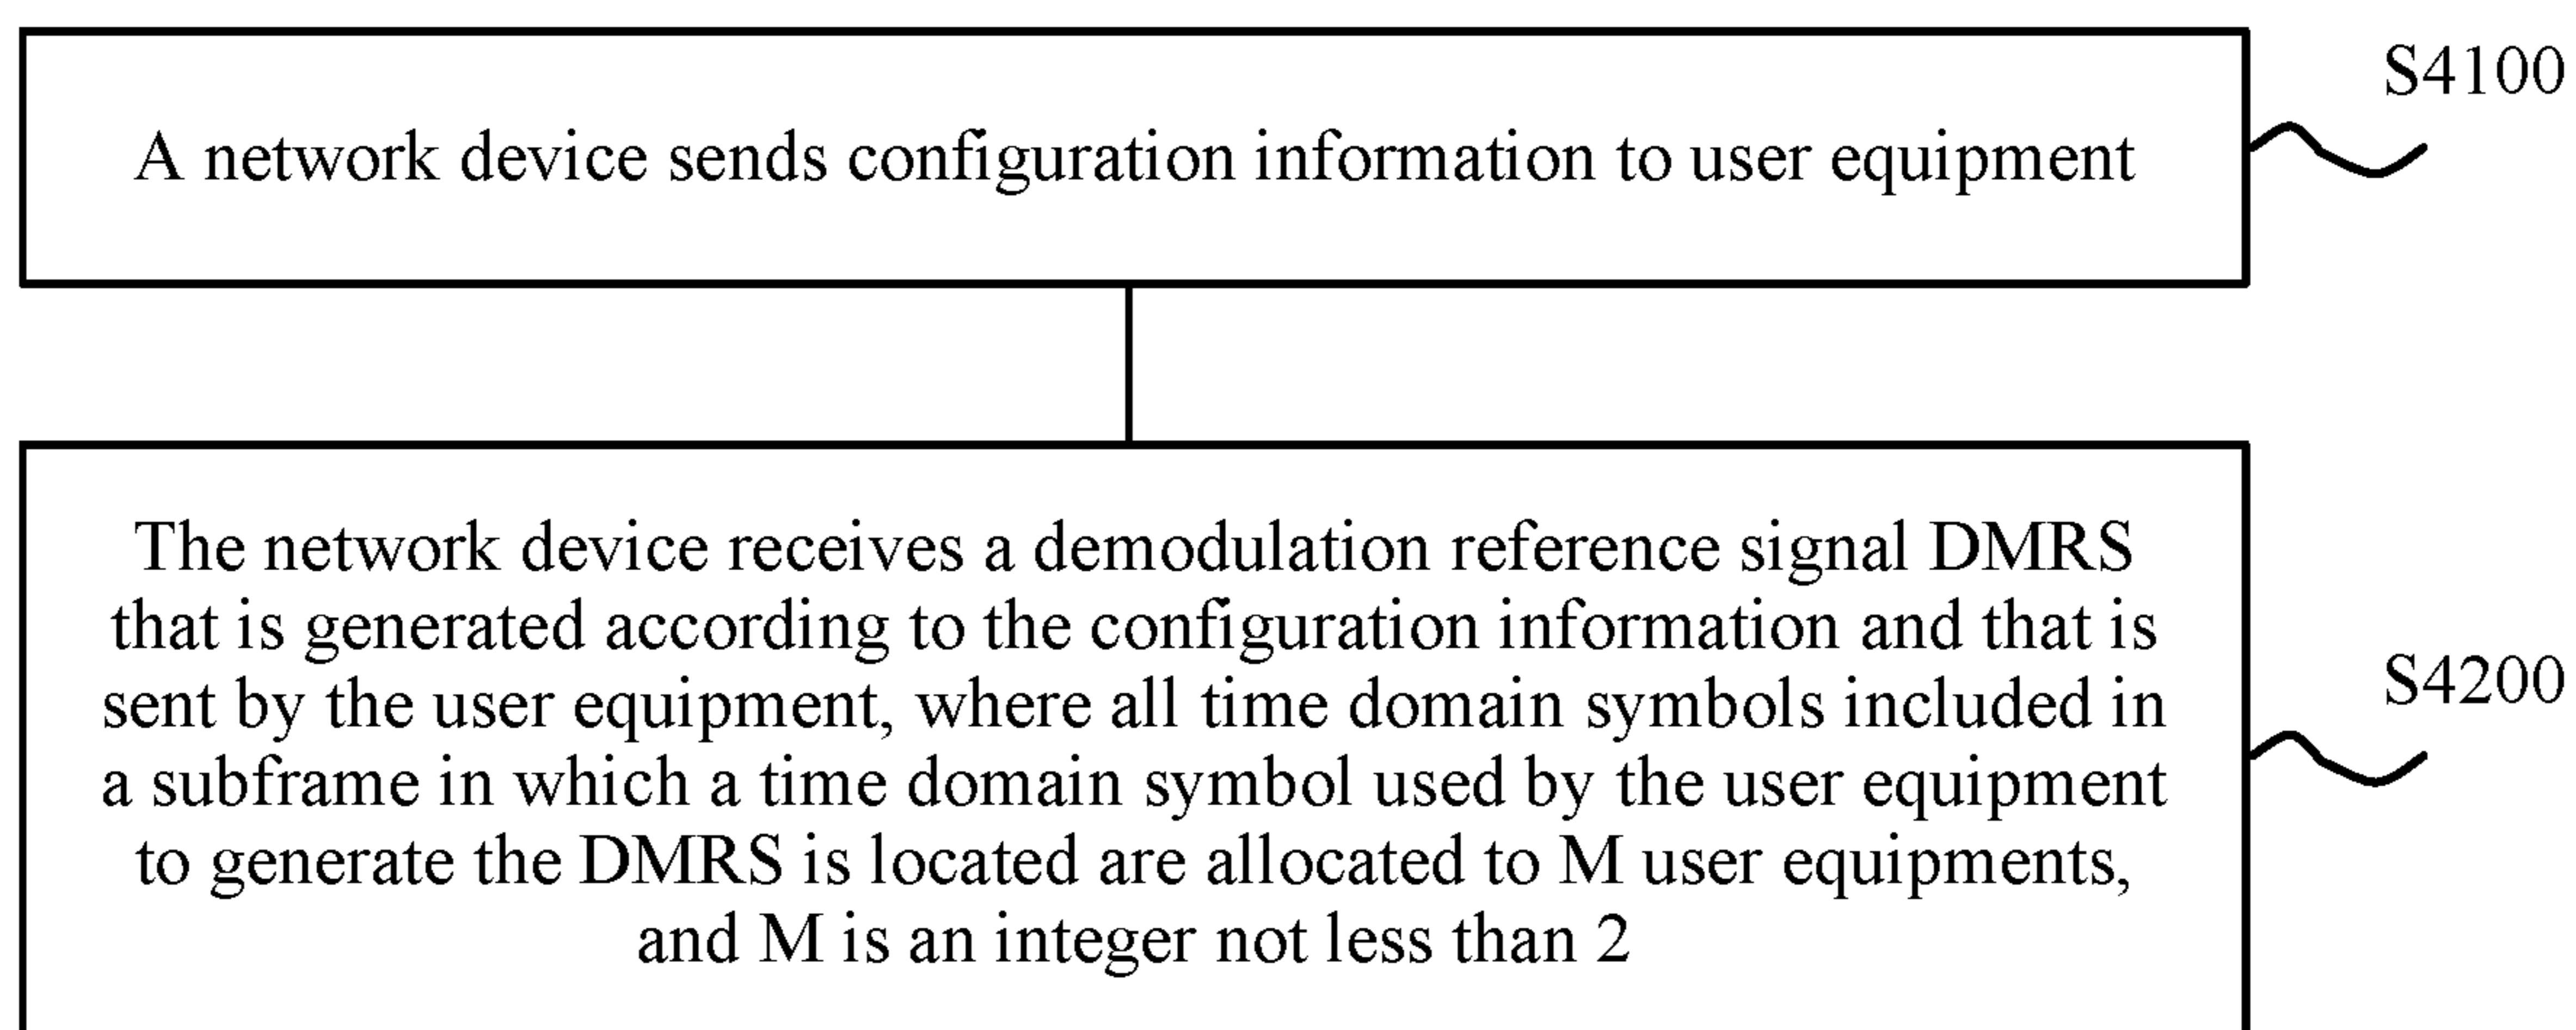 S4100
A network device sends configuration information to user equipment
The network device receives a demodulation reference signal DMRS
that is generated according to the configuration information and that is
sent by the user equipment, where all time domain symbols included in
a subframe in which a time domain symbol used by the user equipment
to generate the DMRS is located are allocated to M user equipments,
and M is an integer not less than 2
S4200